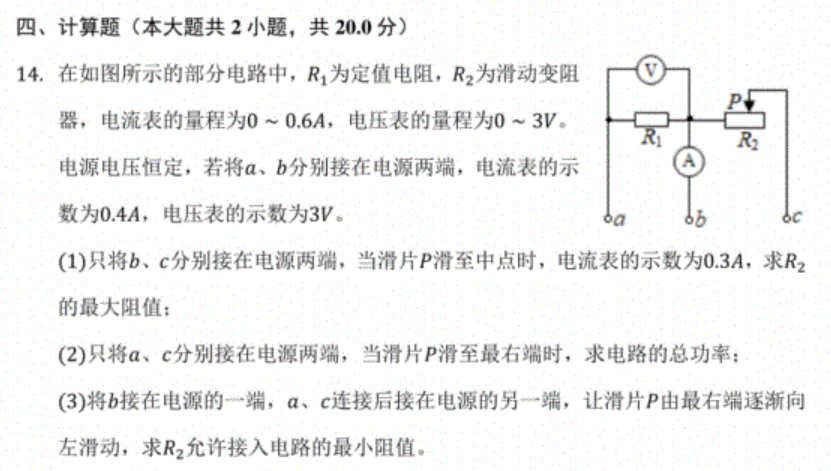 四、计算题（本大题共 2 小题，共 20.0 分）
14. 在如图所示的部分电路中，R₁为定值电阻，R₂为滑动变阻
器，电流表的量程为0 ~ 0.6A，电压表的量程为0 ~ 3V。
电源电压恒定，若将a、b分别接在电源两端，电流表的示
数为0.4A，电压表的示数为3V。
V
P
R₁
R₂
A
a
b
c
(1)只将b、c分别接在电源两端，当滑片P滑至中点时，电流表的示数为0.3A，求R₂
的最大阻值；
(2)只将a、c分别接在电源两端，当滑片P滑至最右端时，求电路的总功率；
(3)将b接在电源的一端，a、c连接后接在电源的另一端，让滑片P由最右端逐渐向
左滑动，求R₂允许接入电路的最小阻值。